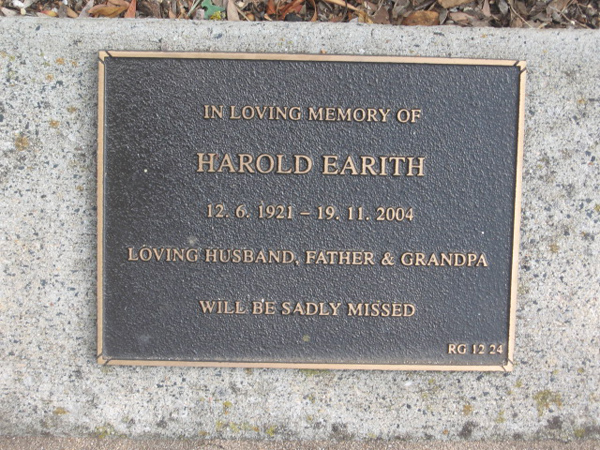 IN LOVING MEMORY OF
HAROLD EARITH
12. 6. 1921 – 19. 11. 2004
LOVING HUSBAND, FATHER & GRANDPA
WILL BE SADLY MISSED
RG 12 24